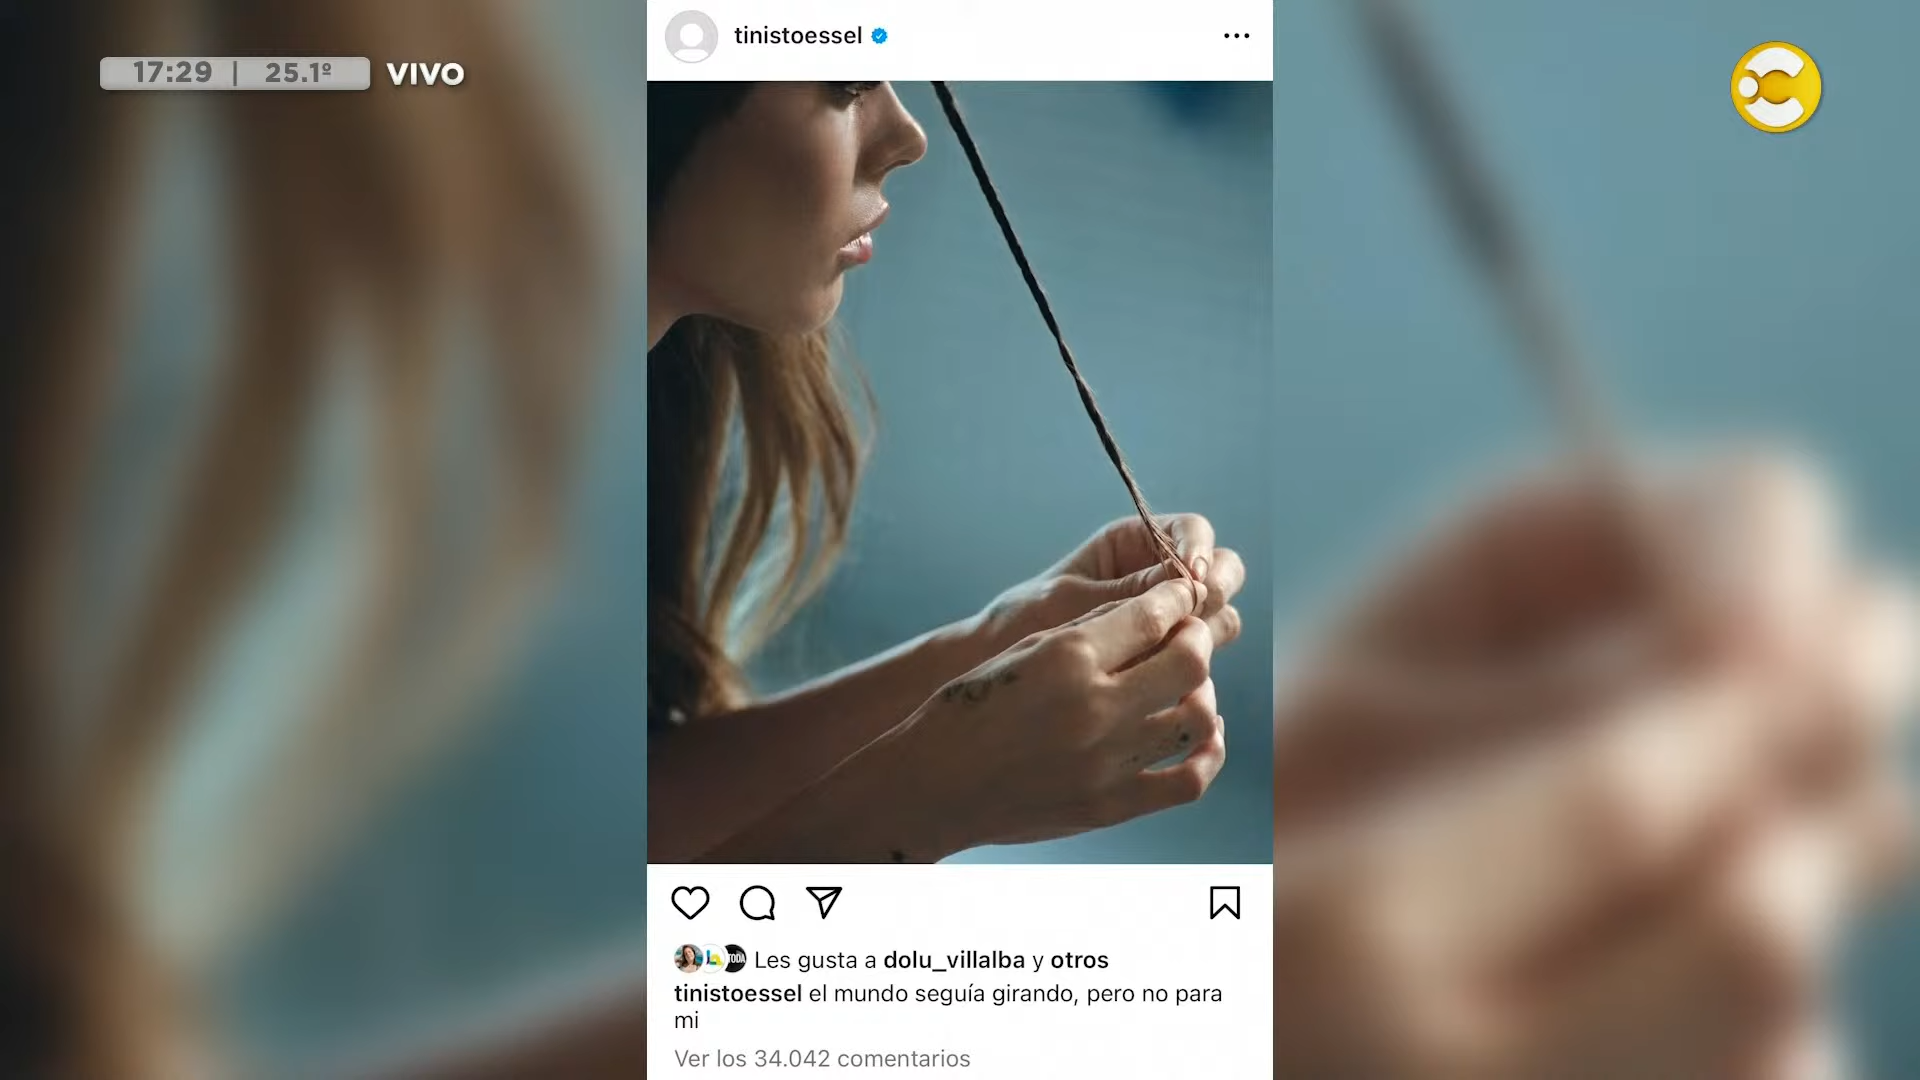 17:29 | 25.1º VIVO
tinistoessel
Les gusta a dolu_villalba y otros
tinistoessel el mundo seguía girando, pero no para
mi
Ver los 34.042 comentarios